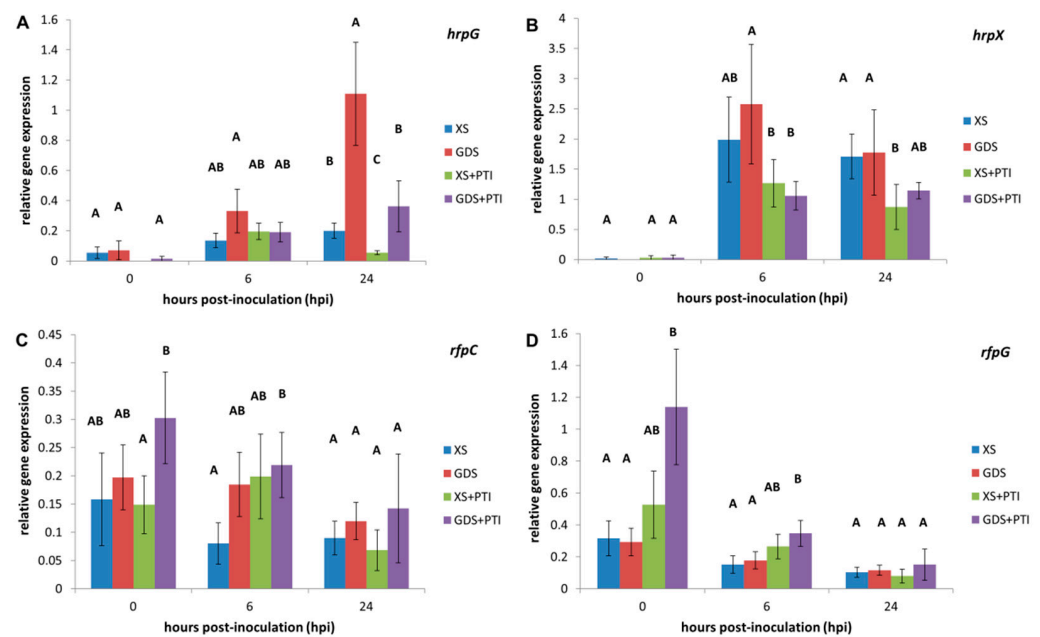 A
hrpG
relative gene expression
1.6
1.4
1.2
1
0.8
0.6
0.4
0.2
0
A A A
AB A AB AB
B A C B
XS
GDS
XS+PTI
GDS+PTI
0 6 24
hours post-inoculation (hpi)
B
hrpX
relative gene expression
4
3.5
3
2.5
2
1.5
1
0.5
0
A A A
AB A B B
A A B AB
XS
GDS
XS+PTI
GDS+PTI
0 6 24
hours post-inoculation (hpi)
C
rfpC
relative gene expression
0.45
0.4
0.35
0.3
0.25
0.2
0.15
0.1
0.05
0
AB AB A B
A AB AB B
A A A A
XS
GDS
XS+PTI
GDS+PTI
0 6 24
hours post-inoculation (hpi)
D
rfpG
relative gene expression
1.6
1.4
1.2
1
0.8
0.6
0.4
0.2
0
A A AB B
A A AB B
A A A A
XS
GDS
XS+PTI
GDS+PTI
0 6 24
hours post-inoculation (hpi)